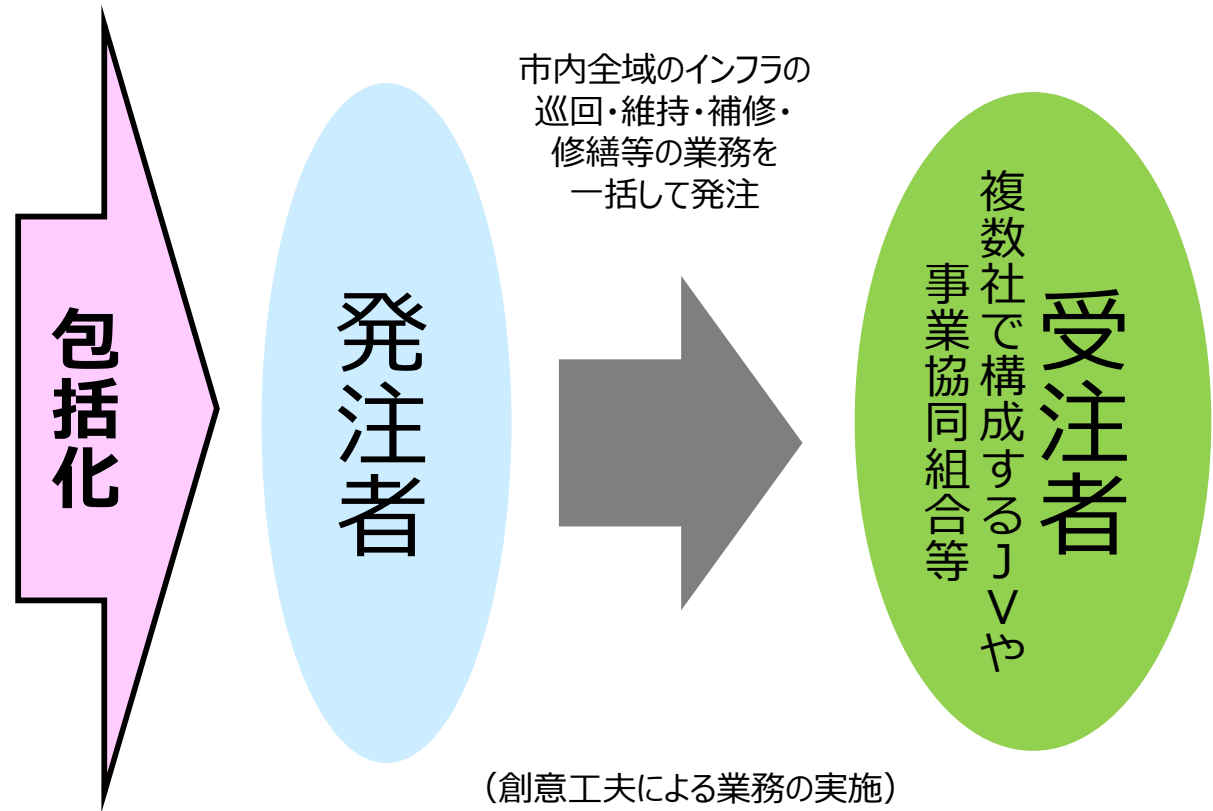 包括化
発注者
市内全域のインフラの
巡回・維持・補修・
修繕等の業務を
一括して発注
受注者
複数社で構成するJVや
事業協同組合等
（創意工夫による業務の実施）